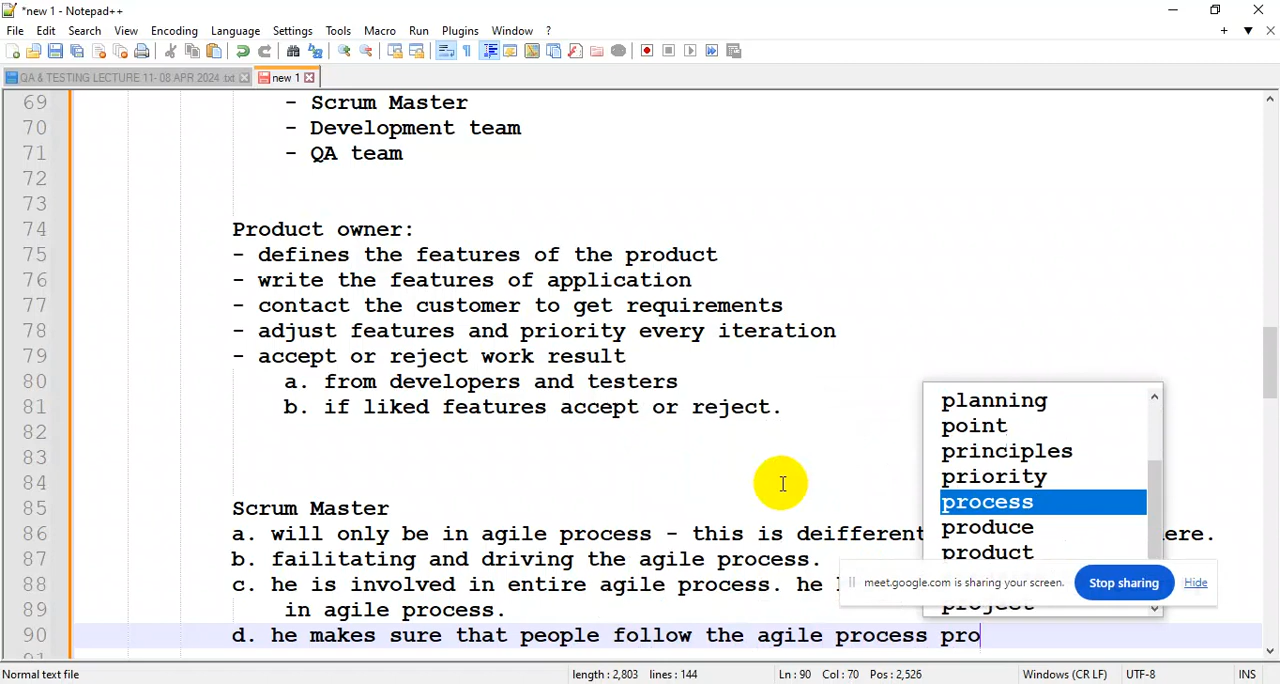 *new 1 - Notepad++
File Edit Search View Encoding Language Settings Tools Macro Run Plugins Window ?
QA & TESTING LECTURE 11- 08 APR 2024 .txt new 1
69 - Scrum Master
70 - Development team
71 - QA team
72
73
74 Product owner:
75 - defines the features of the product
76 - write the features of application
77 - contact the customer to get requirements
78 - adjust features and priority every iteration
79 - accept or reject work result
80 a. from developers and testers
81 b. if liked features accept or reject.
82
83
84
85 Scrum Master
86 a. will only be in agile process - this is deifferent
87 b. failitating and driving the agile process.
88 c. he is involved in entire agile process. he
89 in agile process.
90 d. he makes sure that people follow the agile process pro
planning
point
principles
priority
process
produce
product
project
meet.google.com is sharing your screen. Stop sharing Hide
Normal text file length : 2,803 lines : 144 Ln : 90 Col : 70 Pos : 2,526 Windows (CR LF) UTF-8 INS